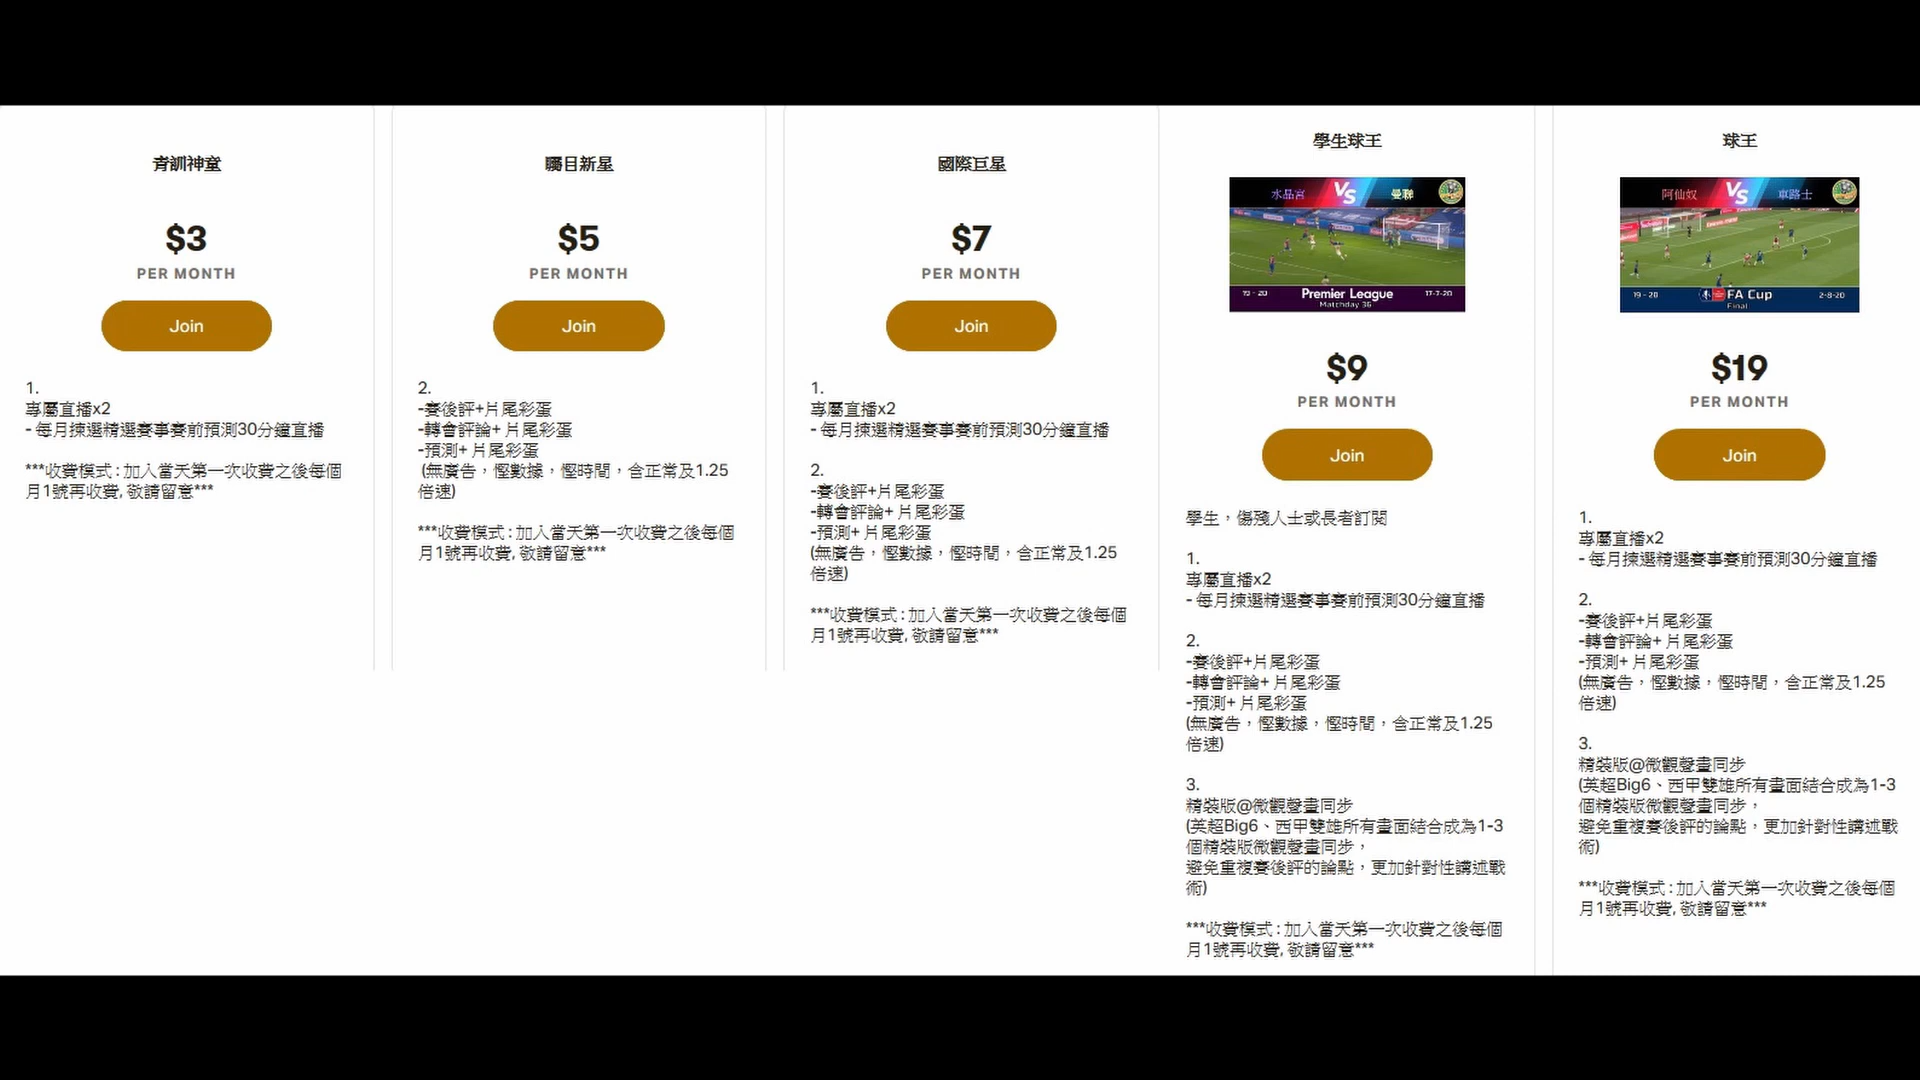 青訓神童
$3
PER MONTH
Join
1.
專屬直播x2
- 每月揀選精選賽事賽前預測30分鐘直播
***收費模式 : 加入當天第一次收費之後每個
月1號再收費, 敬請留意***
矚目新星
$5
PER MONTH
Join
2.
-賽後評+片尾彩蛋
-轉會評論+ 片尾彩蛋
-預測+ 片尾彩蛋
(無廣告，慳數據，慳時間，含正常及1.25
倍速)
***收費模式 : 加入當天第一次收費之後每個
月1號再收費, 敬請留意***
國際巨星
$7
PER MONTH
Join
1.
專屬直播x2
- 每月揀選精選賽事賽前預測30分鐘直播
2.
-賽後評+片尾彩蛋
-轉會評論+ 片尾彩蛋
-預測+ 片尾彩蛋
(無廣告，慳數據，慳時間，含正常及1.25
倍速)
***收費模式 : 加入當天第一次收費之後每個
月1號再收費, 敬請留意***
學生球王
水晶宮 VS 曼聯
19 - 20 Premier League 17-7-20
Matchday 36
$9
PER MONTH
Join
學生，傷殘人士或長者訂閱
1.
專屬直播x2
- 每月揀選精選賽事賽前預測30分鐘直播
2.
-賽後評+片尾彩蛋
-轉會評論+ 片尾彩蛋
-預測+ 片尾彩蛋
(無廣告，慳數據，慳時間，含正常及1.25
倍速)
3.
精裝版@微觀聲畫同步
(英超Big6、西甲雙雄所有畫面結合成為1-3
個精裝版微觀聲畫同步，
避免重複賽後評的論點，更加針對性講述戰
術)
***收費模式 : 加入當天第一次收費之後每個
月1號再收費, 敬請留意***
球王
阿仙奴 VS 車路士
19 - 20 FA Cup 2-8-20
Final
$19
PER MONTH
Join
1.
專屬直播x2
- 每月揀選精選賽事賽前預測30分鐘直播
2.
-賽後評+片尾彩蛋
-轉會評論+ 片尾彩蛋
-預測+ 片尾彩蛋
(無廣告，慳數據，慳時間，含正常及1.25
倍速)
3.
精裝版@微觀聲畫同步
(英超Big6、西甲雙雄所有畫面結合成為1-3
個精裝版微觀聲畫同步，
避免重複賽後評的論點，更加針對性講述戰
術)
***收費模式 : 加入當天第一次收費之後每個
月1號再收費, 敬請留意***